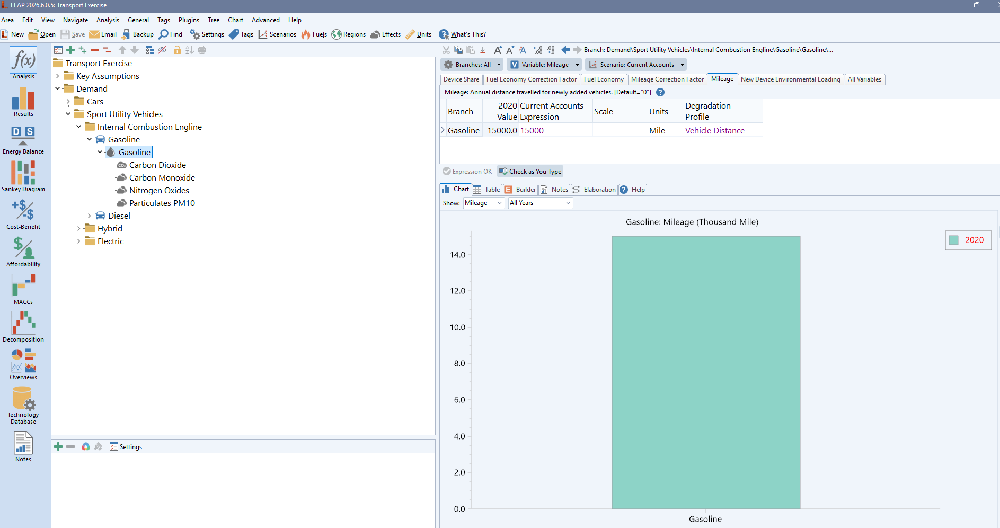 LEAP 2026.6.0.5: Transport Exercise
Area Edit View Navigate Analysis General Tags Plugins Tree Chart Advanced Help
New Open Save Email Backup Find Settings Tags Scenarios Fuels Regions Effects Units What's This?
Analysis
Results
Energy Balance
Sankey Diagram
Cost-Benefit
Affordability
MACCs
Decomposition
Overviews
Technology
Database
Notes
Transport Exercise
Key Assumptions
Demand
Cars
Sport Utility Vehicles
Internal Combustion Engine
Gasoline
Gasoline
Carbon Dioxide
Carbon Monoxide
Nitrogen Oxides
Particulates PM10
Diesel
Hybrid
Electric
Settings
Branch: Demand\Sport Utility Vehicles\Internal Combustion Engine\Gasoline\Gasoline\...
Branches: All Variable: Mileage Scenario: Current Accounts
Device Share Fuel Economy Correction Factor Fuel Economy Mileage Correction Factor Mileage New Device Environmental Loading All Variables
Mileage: Annual distance travelled for newly added vehicles. [Default="0"]
Branch 2020 Value Current Accounts Expression Scale Units Degradation Profile
Gasoline 15000.0 15000 Mile Vehicle Distance
Expression OK Check as You Type
Chart Table Builder Notes Elaboration Help
Show: Mileage All Years
Gasoline: Mileage (Thousand Mile)
2020
14.0
12.0
10.0
8.0
6.0
4.0
2.0
0.0
Gasoline